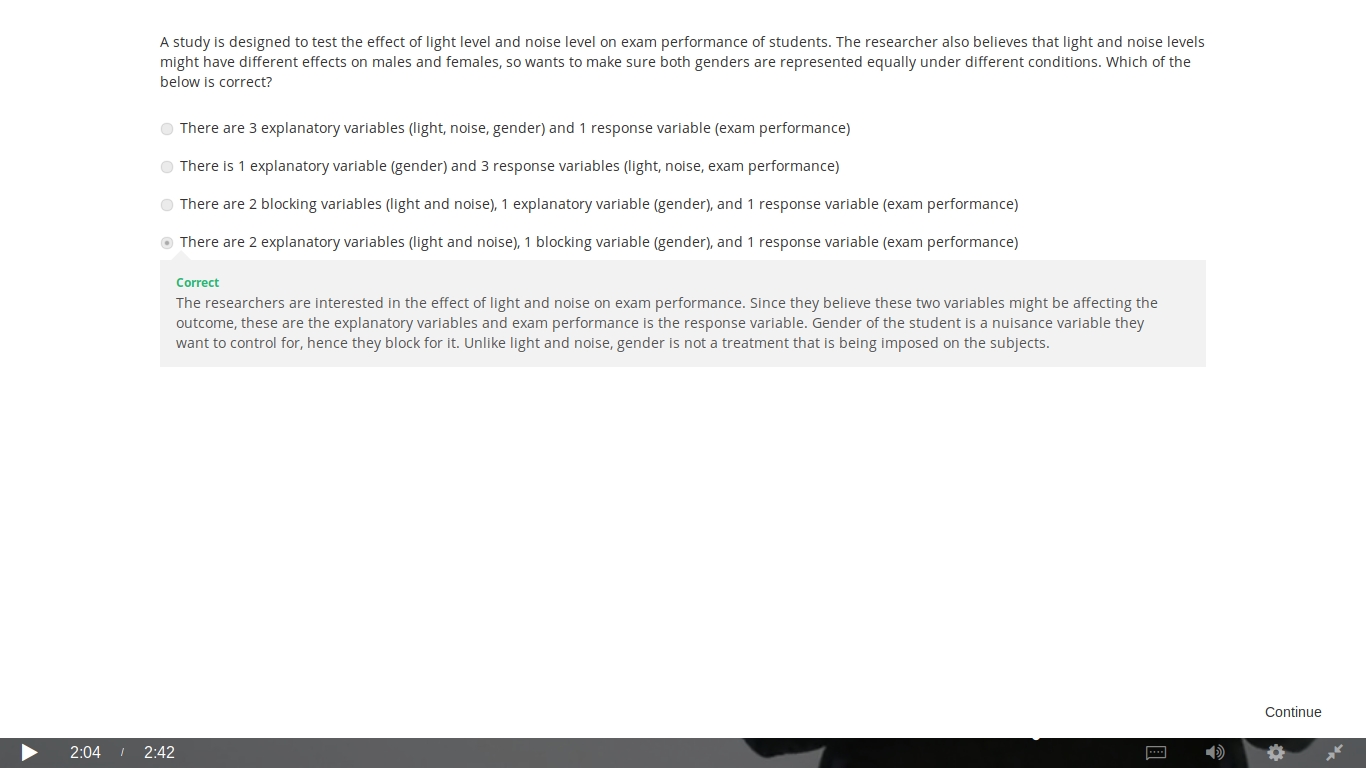 A study is designed to test the effect of light level and noise level on exam performance of students. The researcher also believes that light and noise levels
might have different effects on males and females, so wants to make sure both genders are represented equally under different conditions. Which of the
below is correct?
There are 3 explanatory variables (light, noise, gender) and 1 response variable (exam performance)
There is 1 explanatory variable (gender) and 3 response variables (light, noise, exam performance)
There are 2 blocking variables (light and noise), 1 explanatory variable (gender), and 1 response variable (exam performance)
There are 2 explanatory variables (light and noise), 1 blocking variable (gender), and 1 response variable (exam performance)
Correct
The researchers are interested in the effect of light and noise on exam performance. Since they believe these two variables might be affecting the
outcome, these are the explanatory variables and exam performance is the response variable. Gender of the student is a nuisance variable they
want to control for, hence they block for it. Unlike light and noise, gender is not a treatment that is being imposed on the subjects.
Continue
2:04 / 2:42